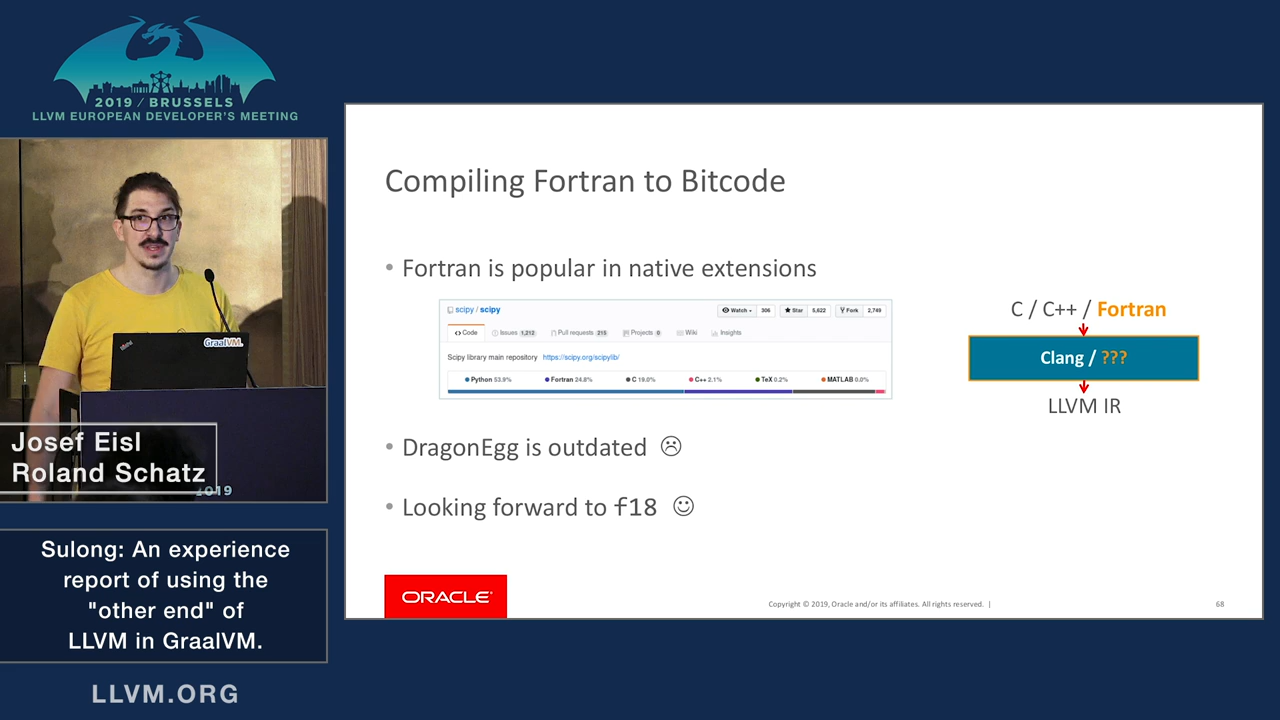 2019 / BRUSSELS
LLVM EUROPEAN DEVELOPER'S MEETING
GraalVM.
Josef Eisl
Roland Schatz
2019
Sulong: An experience
report of using the
"other end" of
LLVM in GraalVM.
LLVM.ORG
Compiling Fortran to Bitcode
• Fortran is popular in native extensions
scipy / scipy
Watch 306 Star 5,622 Fork 2,749
Code Issues 1,212 Pull requests 215 Projects 0 Wiki Insights
Scipy library main repository https://scipy.org/scipylib/
Python 53.9% Fortran 24.8% C 19.0% C++ 2.1% TeX 0.2% MATLAB 0.0%
C / C++ / Fortran
Clang / ???
LLVM IR
• DragonEgg is outdated ☹
• Looking forward to f18 ☺
ORACLE
Copyright © 2019, Oracle and/or its affiliates. All rights reserved. |
68